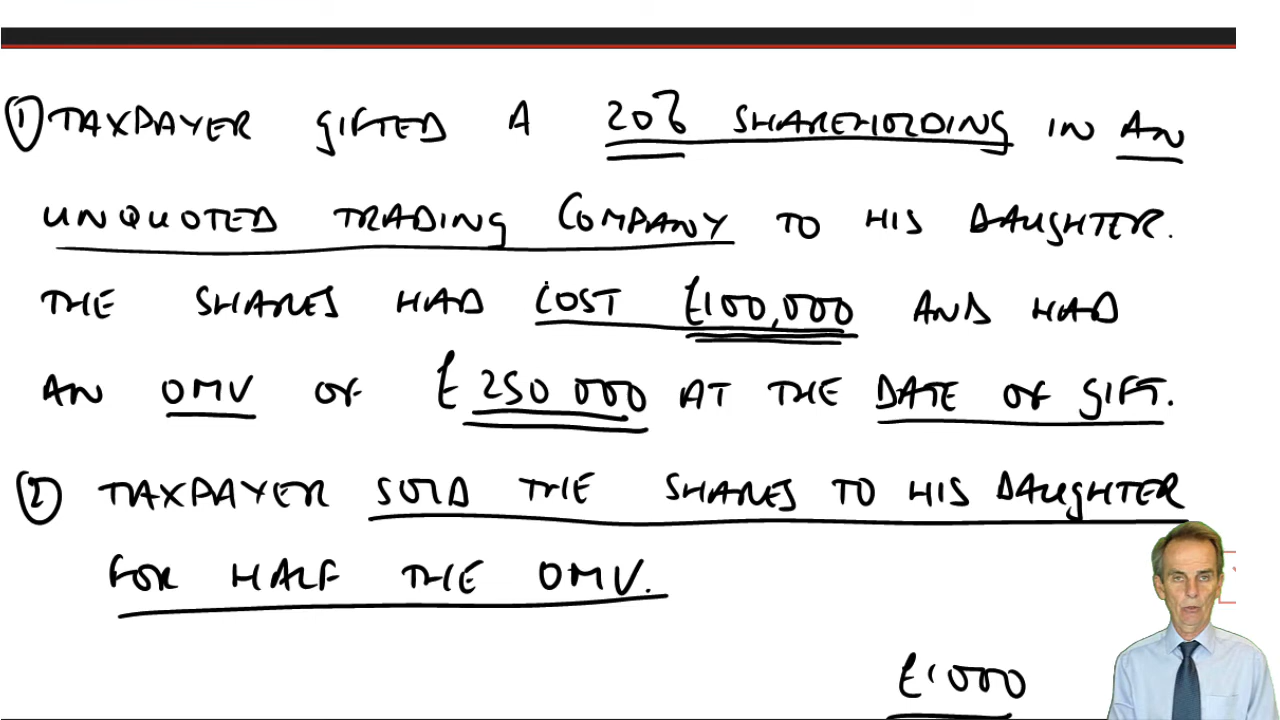 ① TAXPAYER GIFTED A 20% SHAREHOLDING IN AN
UNQUOTED TRADING COMPANY TO HIS DAUGHTER.
THE SHARES HAD COST £100,000 AND HAD
AN OMV OF £250 000 AT THE DATE OF GIFT.
② TAXPAYER SOLD THE SHARES TO HIS DAUGHTER
FOR HALF THE OMV.
£1000